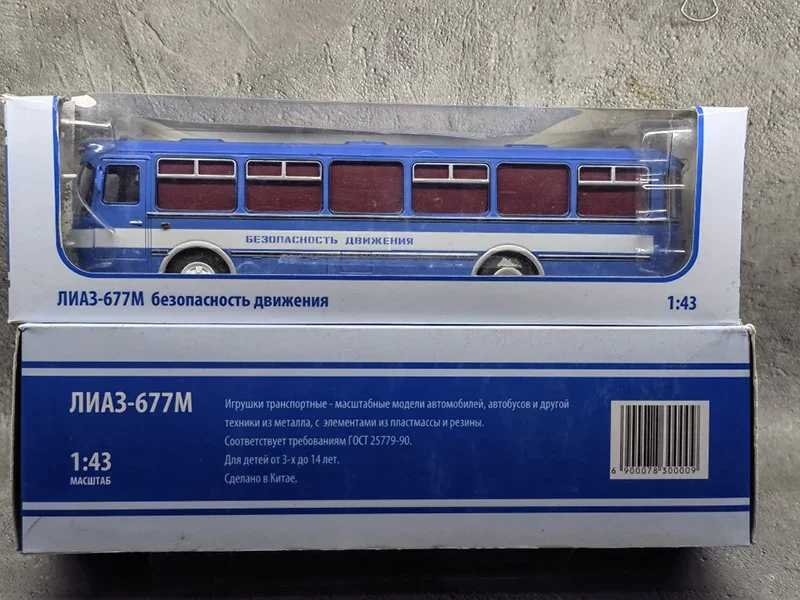 БЕЗОПАСНОСТЬ ДВИЖЕНИЯ
ЛИАЗ-677М безопасность движения
1:43
ЛИАЗ-677М
1:43
МАСШТАБ
Игрушки транспортные - масштабные модели автомобилей, автобусов и другой
техники из металла, с элементами из пластмассы и резины.
Соответствует требованиям ГОСТ 25779-90.
Для детей от 3-х до 14 лет.
Сделано в Китае.
6 900078 300009